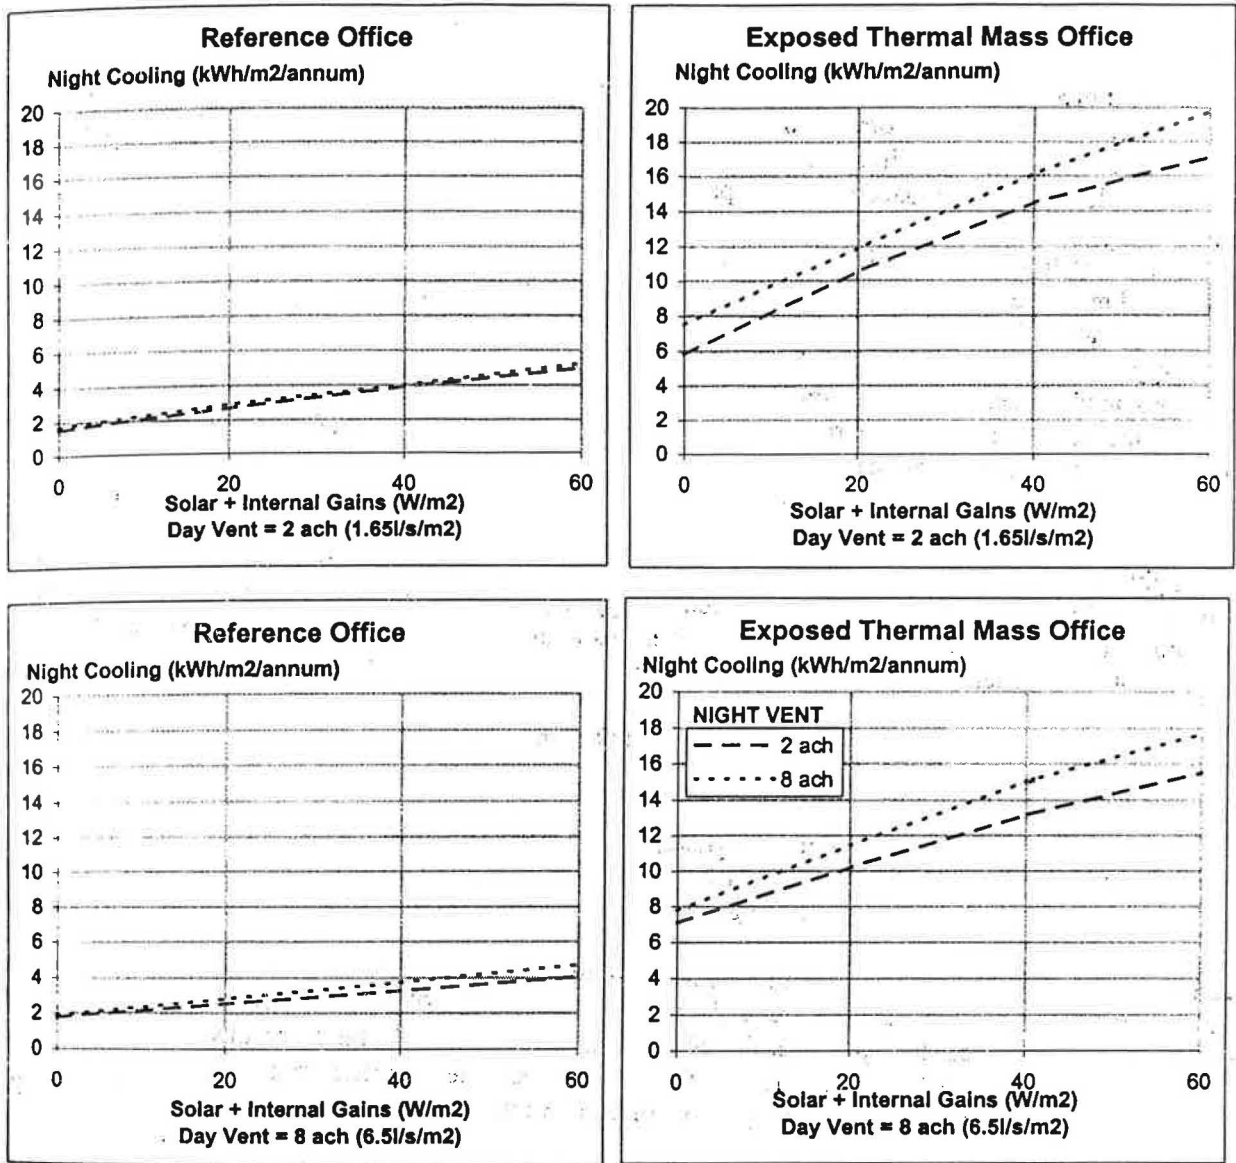 Reference Office
Night Cooling (kWh/m2/annum)
20
18
16
14
12
10
8
6
4
2
0
0 20 40 60
Solar + Internal Gains (W/m2)
Day Vent = 2 ach (1.65l/s/m2)
Exposed Thermal Mass Office
Night Cooling (kWh/m2/annum)
20
18
16
14
12
10
8
6
4
2
0
0 20 40 60
Solar + Internal Gains (W/m2)
Day Vent = 2 ach (1.65l/s/m2)
Reference Office
Night Cooling (kWh/m2/annum)
20
18
16
14
12
10
8
6
4
2
0
0 20 40 60
Solar + Internal Gains (W/m2)
Day Vent = 8 ach (6.5l/s/m2)
Exposed Thermal Mass Office
Night Cooling (kWh/m2/annum)
20
18
16
14
12
10
8
6
4
2
0
NIGHT VENT
2 ach
8 ach
0 20 40 60
Solar + Internal Gains (W/m2)
Day Vent = 8 ach (6.5l/s/m2)